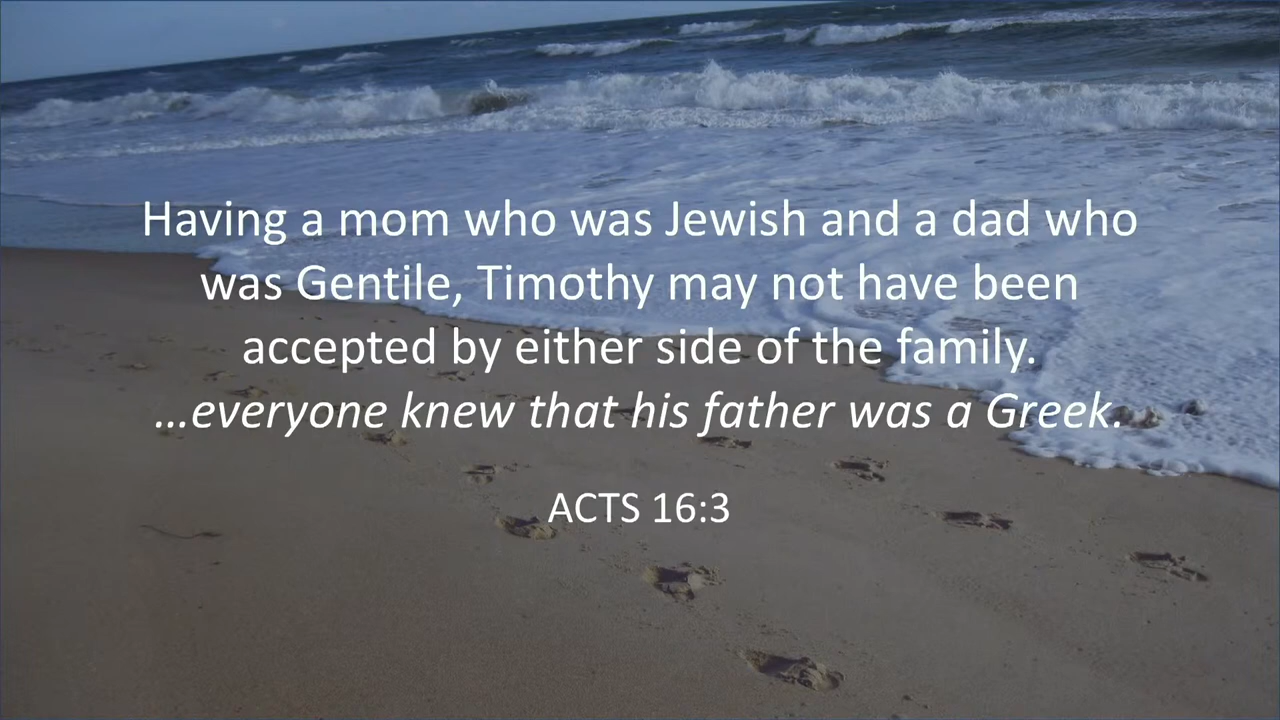 Having a mom who was Jewish and a dad who
was Gentile, Timothy may not have been
accepted by either side of the family.
…everyone knew that his father was a Greek.
ACTS 16:3